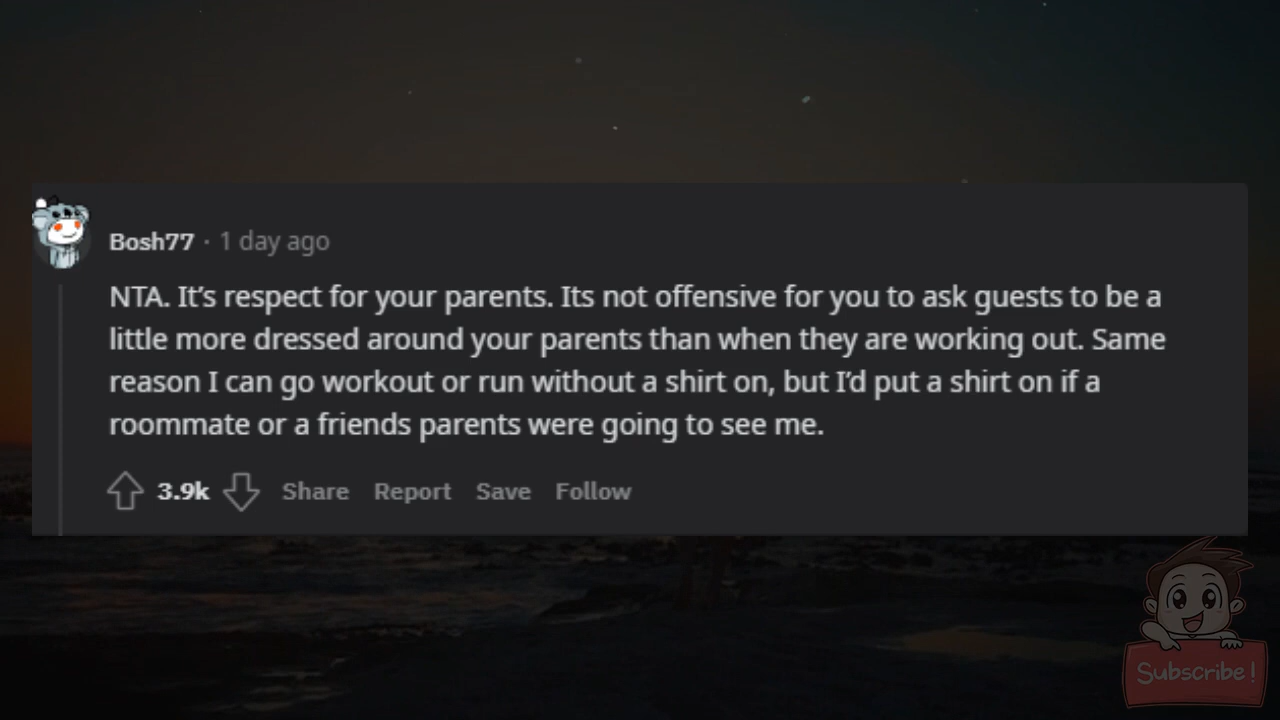 Bosh77 · 1 day ago
NTA. It’s respect for your parents. Its not offensive for you to ask guests to be a
little more dressed around your parents than when they are working out. Same
reason I can go workout or run without a shirt on, but I’d put a shirt on if a
roommate or a friends parents were going to see me.
3.9k Share Report Save Follow
Subscribe!